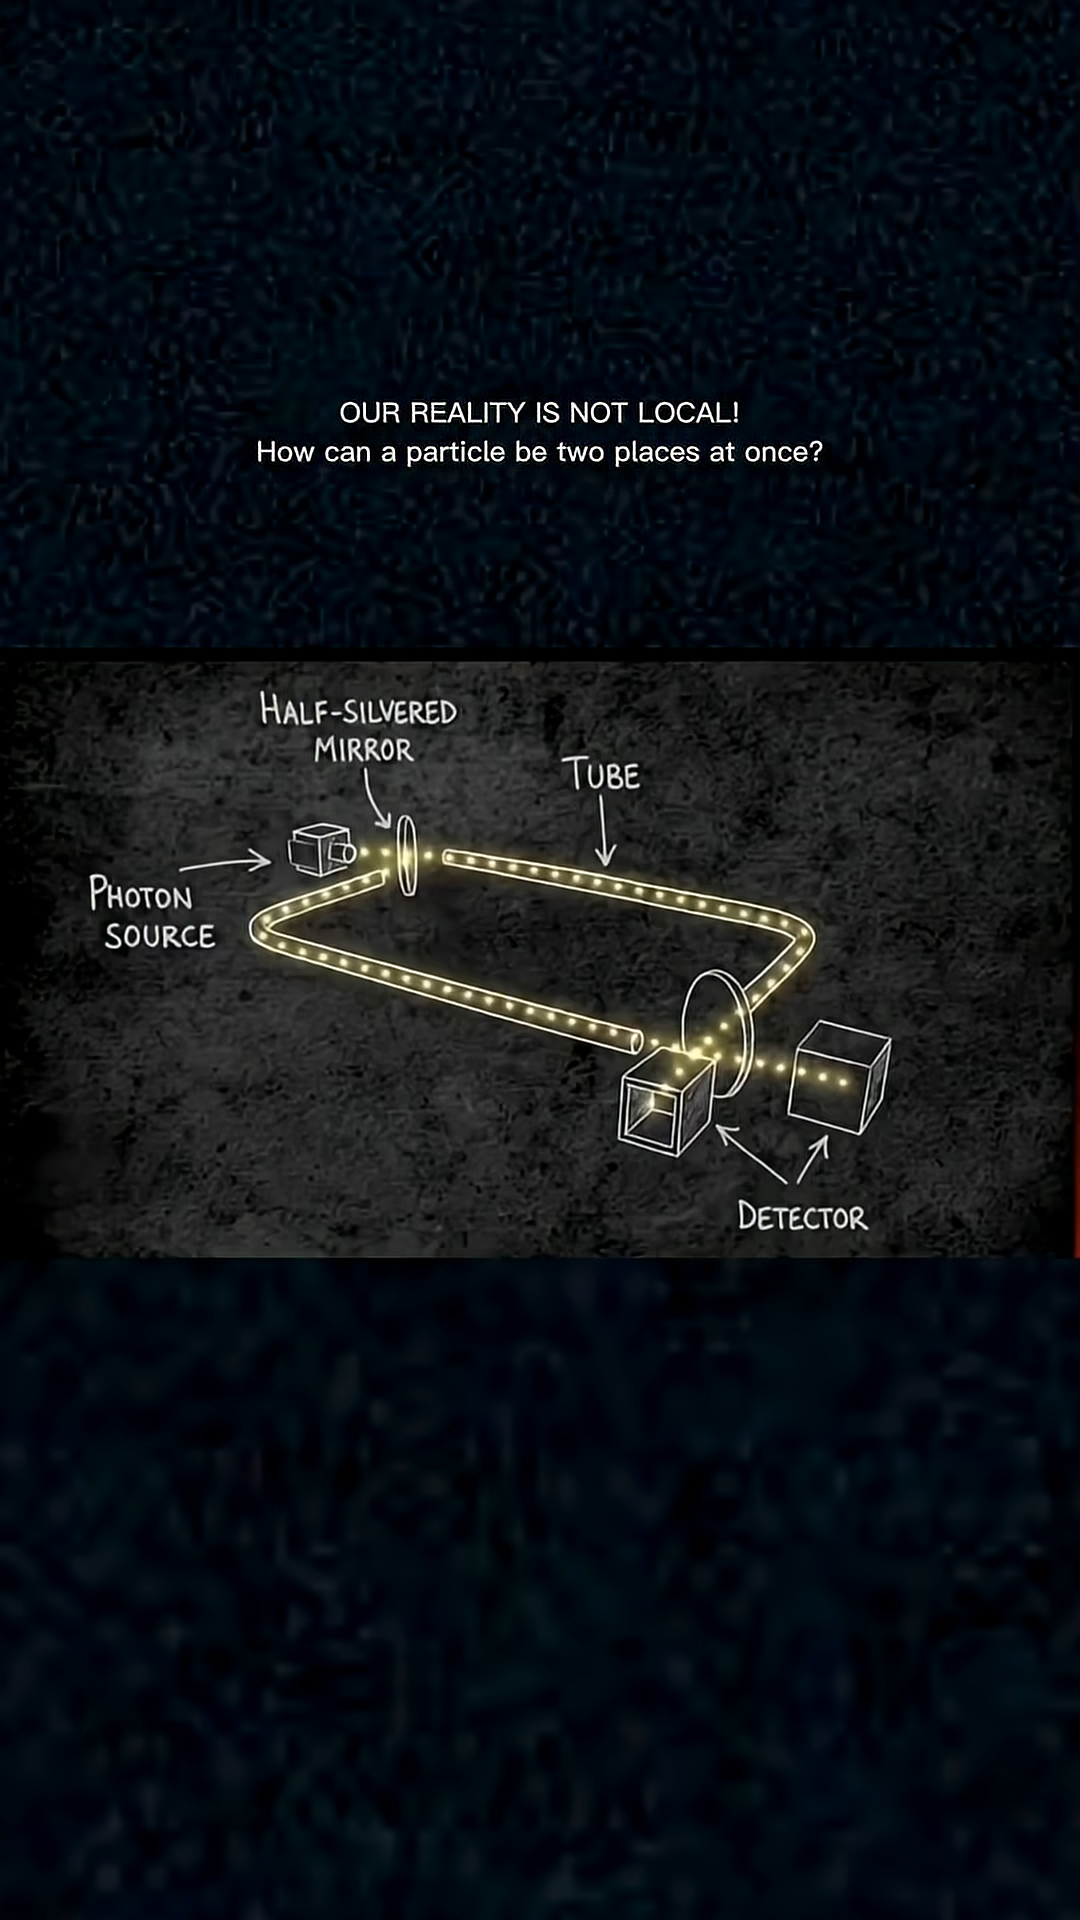 OUR REALITY IS NOT LOCAL!
How can a particle be two places at once?
HALF-SILVERED
MIRROR
TUBE
PHOTON
SOURCE
DETECTOR